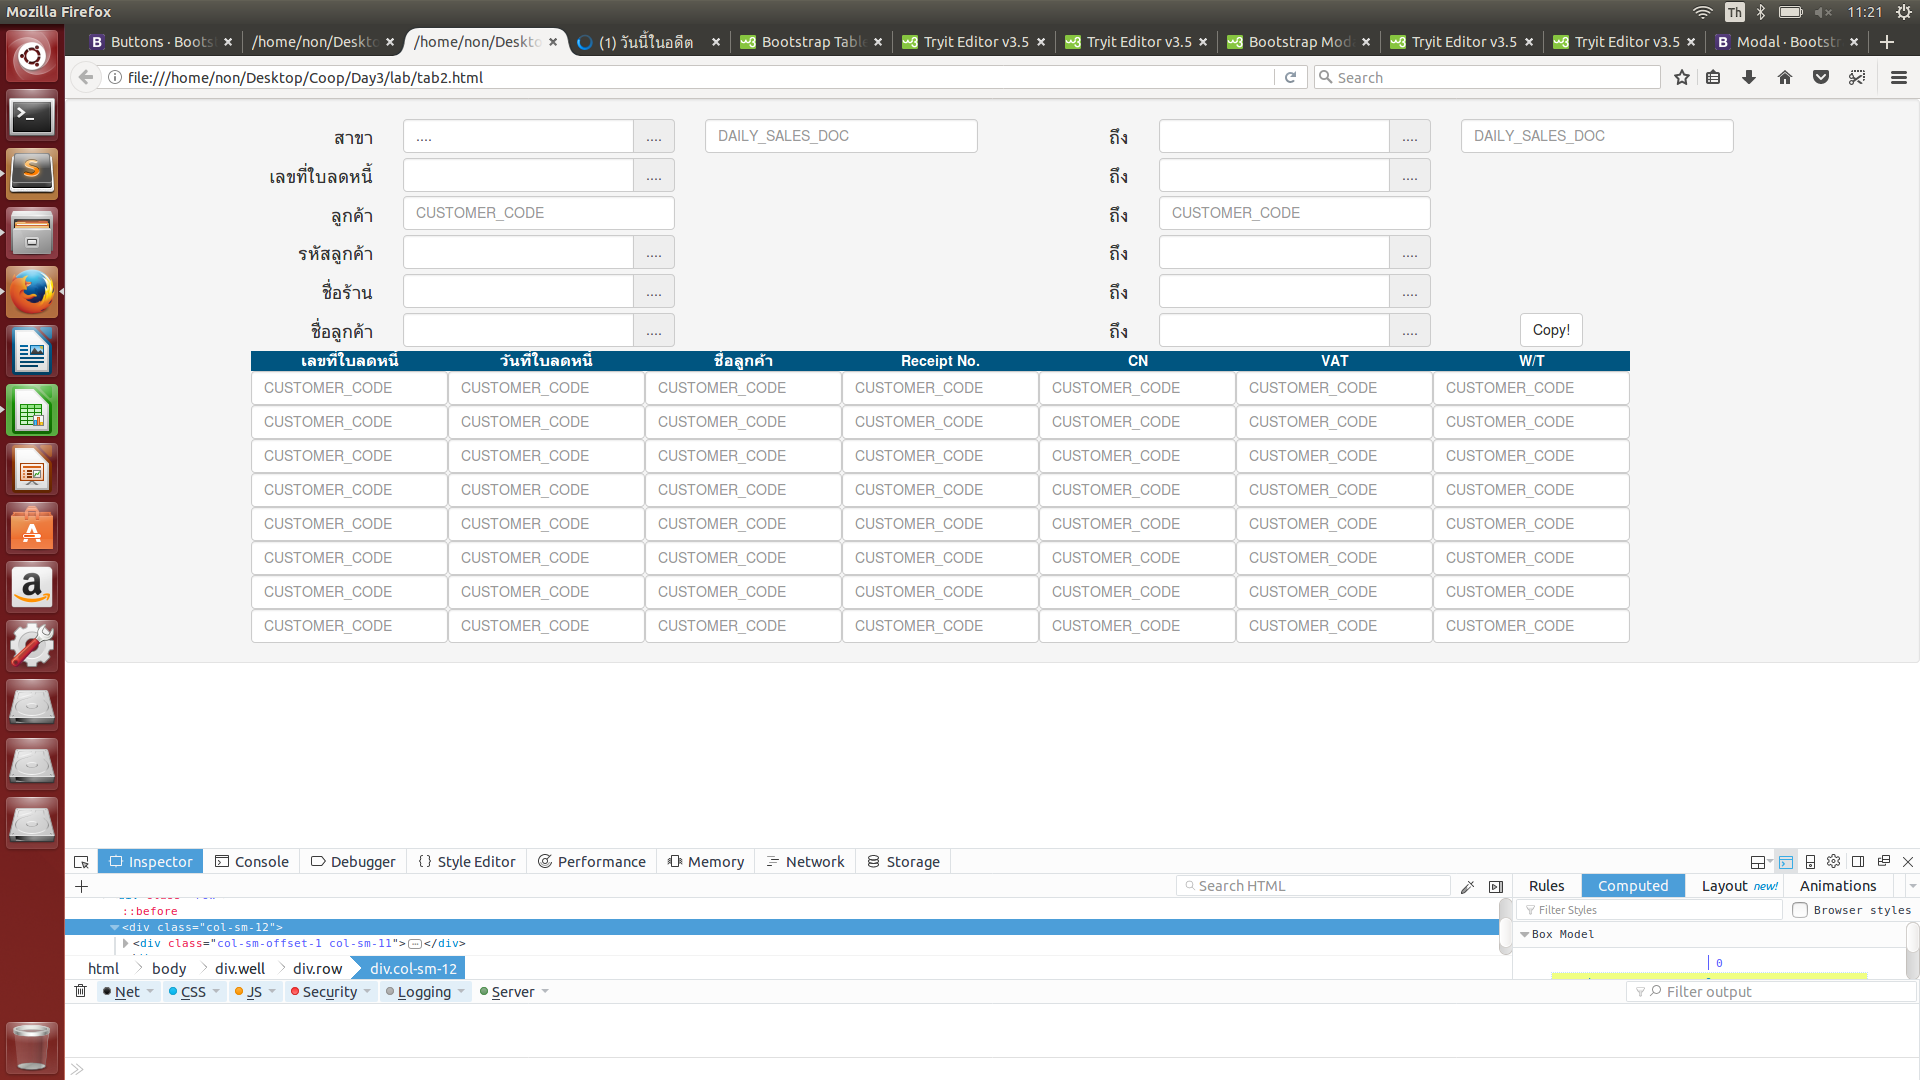 Mozilla Firefox
Th
11:21
Buttons · Boots
/home/non/Deskto
/home/non/Deskto
(1) วันนี้ในอดีต
Bootstrap Table
Tryit Editor v3.5
Tryit Editor v3.5
Bootstrap Moda
Tryit Editor v3.5
Tryit Editor v3.5
Modal · Bootstr
file:///home/non/Desktop/Coop/Day3/lab/tab2.html
Search
สาขา .... .... DAILY_SALES_DOC ถึง .... DAILY_SALES_DOC
เลขที่ใบลดหนี้ .... ถึง ....
ลูกค้า CUSTOMER_CODE ถึง CUSTOMER_CODE
รหัสลูกค้า .... ถึง ....
ชื่อร้าน .... ถึง ....
ชื่อลูกค้า .... ถึง .... Copy!
เลขที่ใบลดหนี้ วันที่ใบลดหนี้ ชื่อลูกค้า Receipt No. CN VAT W/T
CUSTOMER_CODE CUSTOMER_CODE CUSTOMER_CODE CUSTOMER_CODE CUSTOMER_CODE CUSTOMER_CODE CUSTOMER_CODE
CUSTOMER_CODE CUSTOMER_CODE CUSTOMER_CODE CUSTOMER_CODE CUSTOMER_CODE CUSTOMER_CODE CUSTOMER_CODE
CUSTOMER_CODE CUSTOMER_CODE CUSTOMER_CODE CUSTOMER_CODE CUSTOMER_CODE CUSTOMER_CODE CUSTOMER_CODE
CUSTOMER_CODE CUSTOMER_CODE CUSTOMER_CODE CUSTOMER_CODE CUSTOMER_CODE CUSTOMER_CODE CUSTOMER_CODE
CUSTOMER_CODE CUSTOMER_CODE CUSTOMER_CODE CUSTOMER_CODE CUSTOMER_CODE CUSTOMER_CODE CUSTOMER_CODE
CUSTOMER_CODE CUSTOMER_CODE CUSTOMER_CODE CUSTOMER_CODE CUSTOMER_CODE CUSTOMER_CODE CUSTOMER_CODE
CUSTOMER_CODE CUSTOMER_CODE CUSTOMER_CODE CUSTOMER_CODE CUSTOMER_CODE CUSTOMER_CODE CUSTOMER_CODE
CUSTOMER_CODE CUSTOMER_CODE CUSTOMER_CODE CUSTOMER_CODE CUSTOMER_CODE CUSTOMER_CODE CUSTOMER_CODE
Inspector Console Debugger Style Editor Performance Memory Network Storage
Search HTML
Rules Computed Layout new! Animations
::before
Filter Styles
Browser styles
<div class="col-sm-12">
<div class="col-sm-offset-1 col-sm-11">…</div>
Box Model
0
html body div.well div.row div.col-sm-12
Net CSS JS Security Logging Server
Filter output